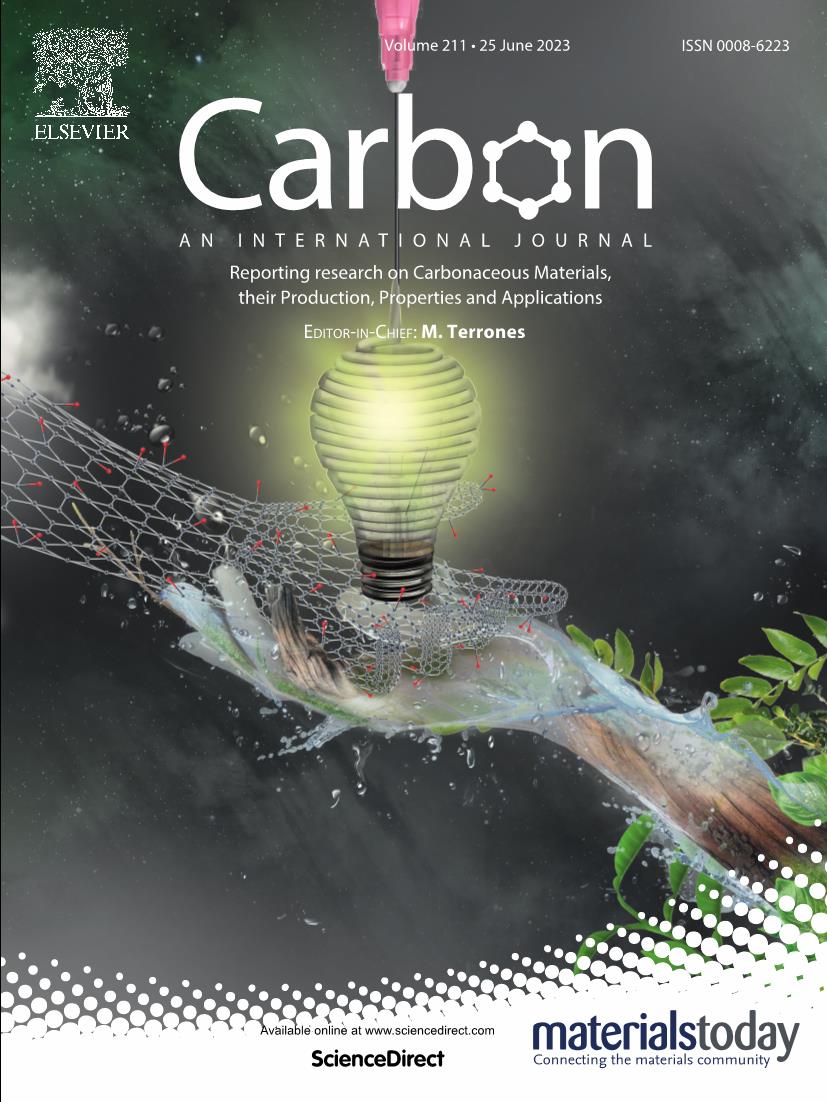 Volume 211 • 25 June 2023
ISSN 0008-6223
ELSEVIER
Carbon
AN INTERNATIONAL JOURNAL
Reporting research on Carbonaceous Materials,
their Production, Properties and Applications
Editor-in-Chief: M. Terrones
Available online at www.sciencedirect.com
ScienceDirect
materialstoday
Connecting the materials community